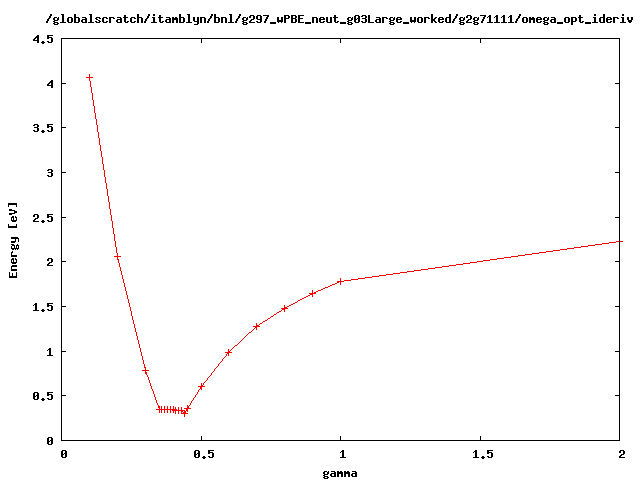 /globalscratch/itamblyn/bnl/g297_wPBE_neut_g03Large_worked/g2g71111/omega_opt_ideriv
4.5
4
3.5
3
2.5
2
1.5
1
0.5
0
Energy [eV]
0 0.5 1 1.5 2
gamma